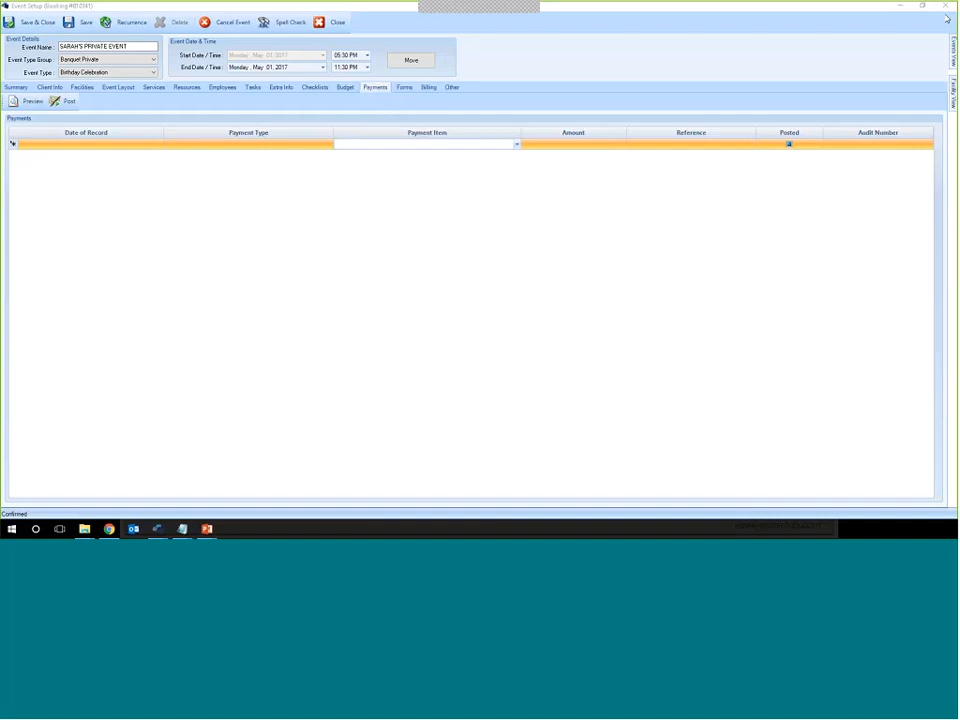 Event Setup (Booking #010341)
Save & Close Save Recurrence Delete Cancel Event Spell Check Close
Event Details
Event Name : SARAH'S PRIVATE EVENT
Event Type Group : Banquet Private
Event Type : Birthday Celebration
Event Date & Time
Start Date / Time : Monday , May 01, 2017 05:30 PM
End Date / Time : Monday , May 01, 2017 11:30 PM
Move
Events View
Facility View
Summary Client Info Facilities Event Layout Services Resources Employees Tasks Extra Info Checklists Budget Payments Forms Billing Other
Preview Post
Payments
Date of Record Payment Type Payment Item Amount Reference Posted Audit Number
Confirmed